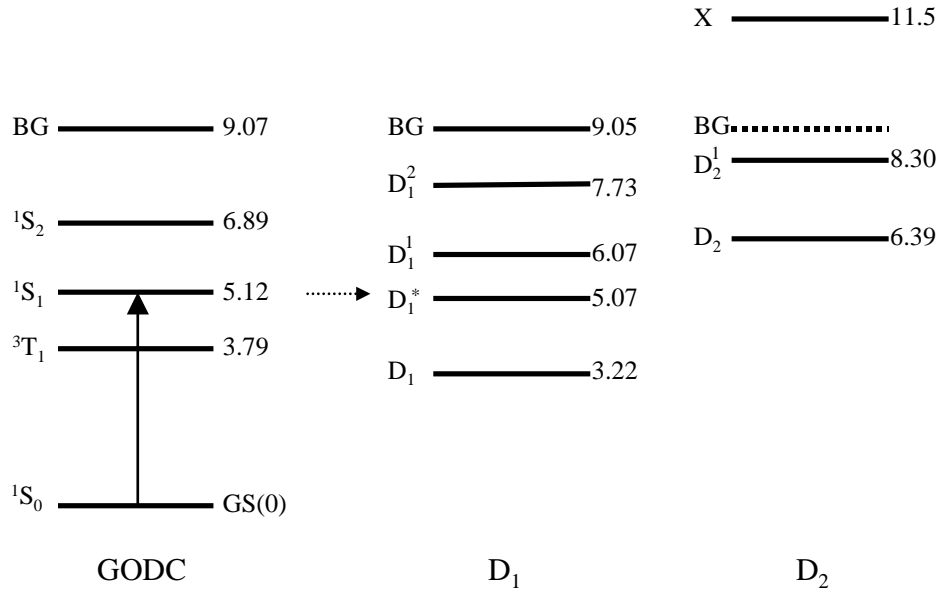 X 11.5
BG 9.07
BG 9.05
BG
D₁² 7.73
D₂¹ 8.30
¹S₂ 6.89
D₁¹ 6.07
D₂ 6.39
¹S₁ 5.12
D₁* 5.07
³T₁ 3.79
D₁ 3.22
¹S₀ GS(0)
GODC D₁ D₂